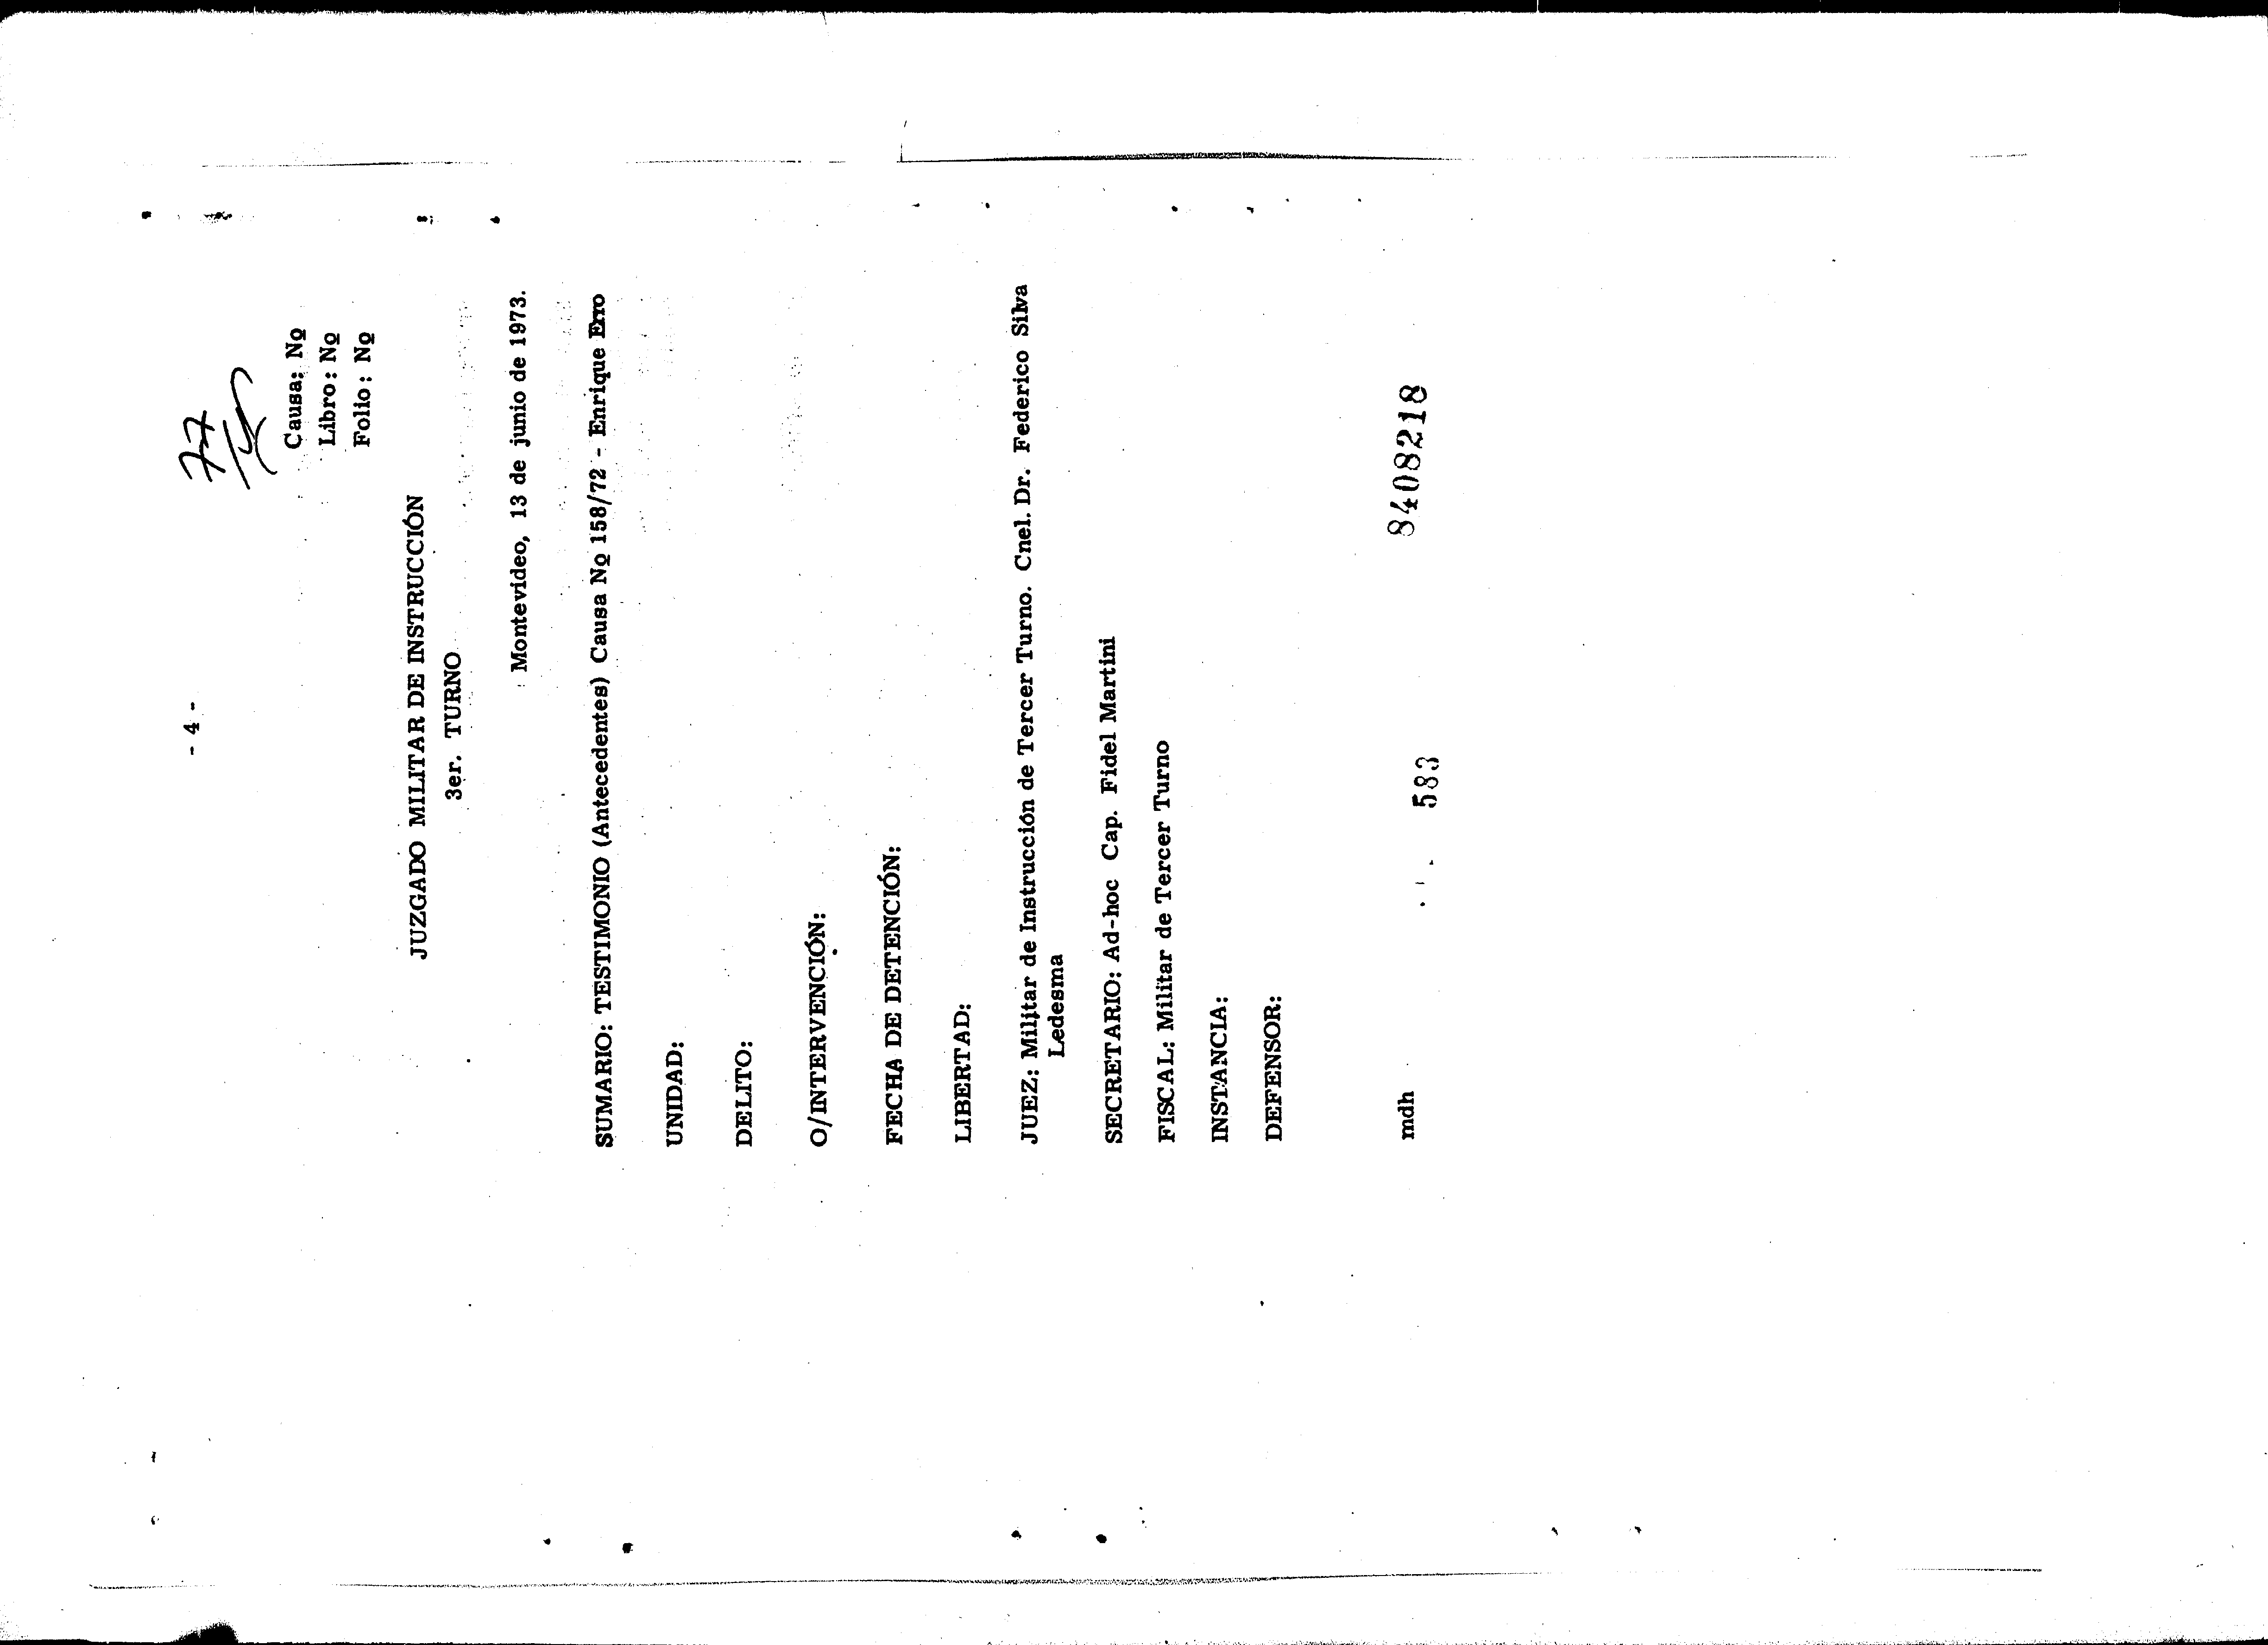 - 4 -
77
Causa: Nº
Libro: Nº
Folio: Nº
JUZGADO MILITAR DE INSTRUCCIÓN
3er. TURNO
Montevideo, 13 de junio de 1973.
SUMARIO: TESTIMONIO (Antecedentes) Causa Nº 158/72 - Enrique Erro
UNIDAD:
DELITO:
O/INTERVENCIÓN:
FECHA DE DETENCIÓN:
LIBERTAD:
JUEZ: Militar de Instrucción de Tercer Turno. Cnel. Dr. Federico Silva
Ledesma
SECRETARIO: Ad-hoc Cap. Fidel Martini
FISCAL: Militar de Tercer Turno
INSTANCIA:
DEFENSOR:
mdh
583
8408218